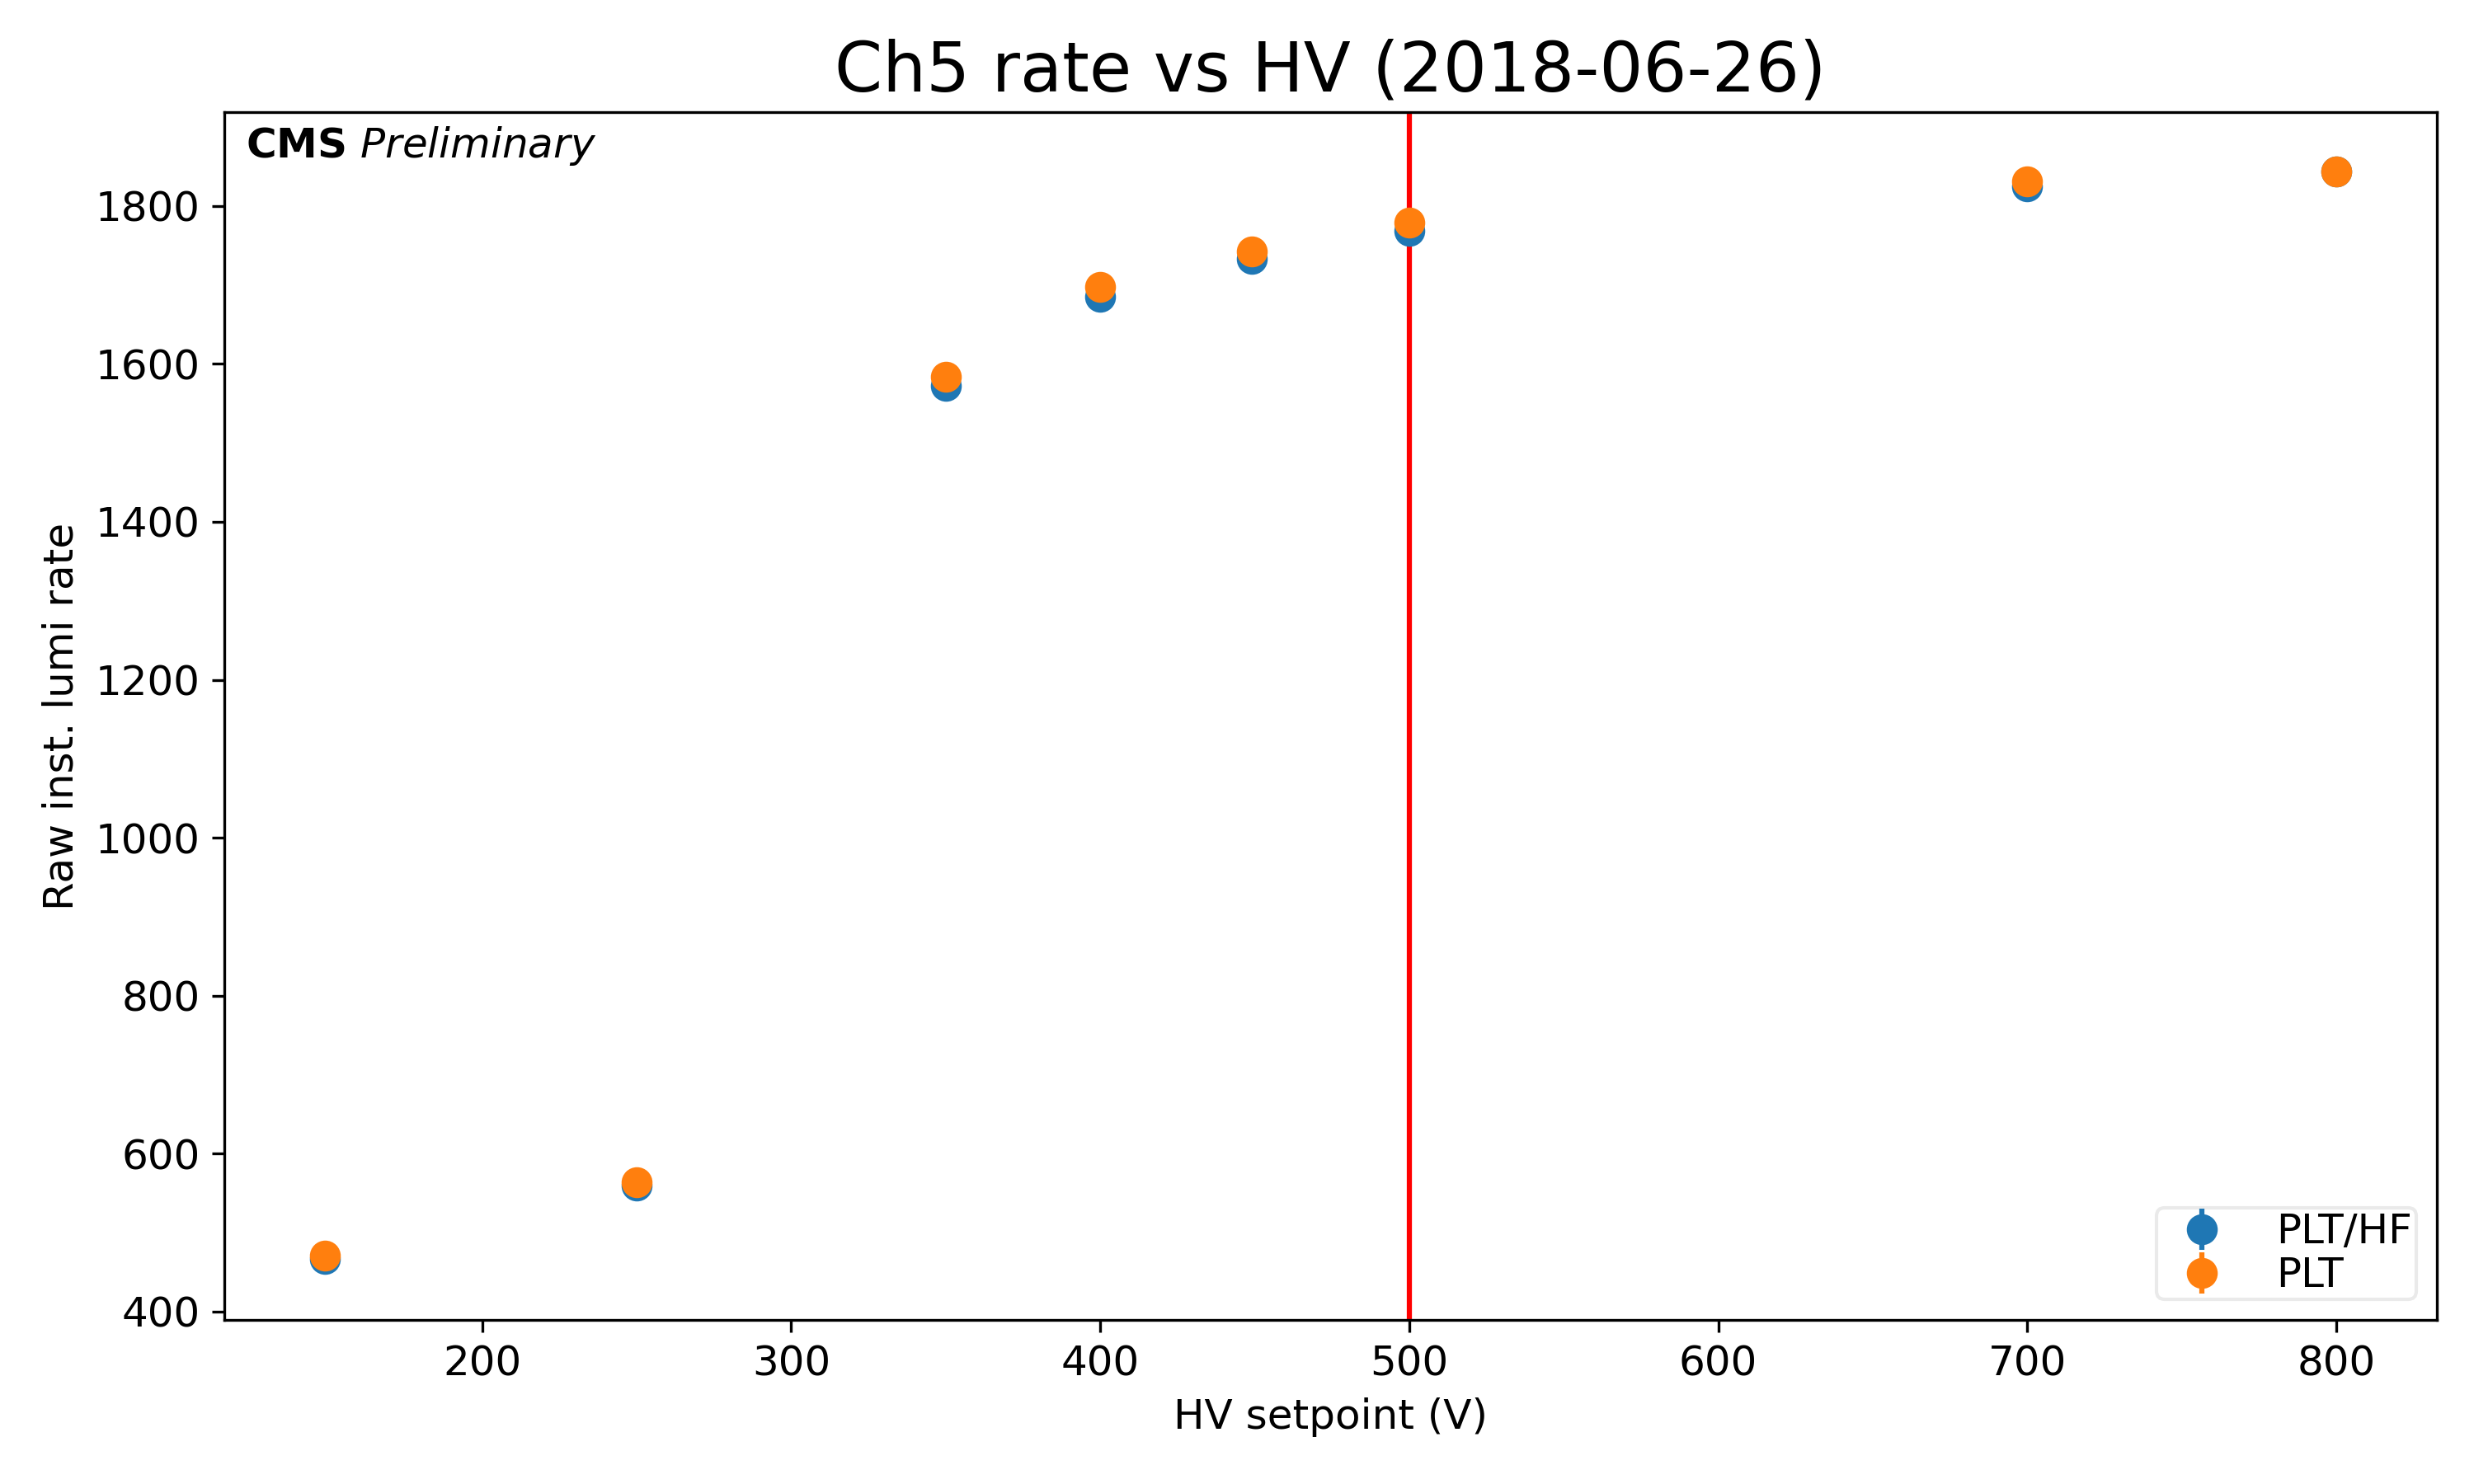 Ch5 rate vs HV (2018-06-26)
CMS Preliminary
1800
1600
1400
1200
1000
800
600
400
Raw inst. lumi rate
200 300 400 500 600 700 800
HV setpoint (V)
PLT/HF
PLT